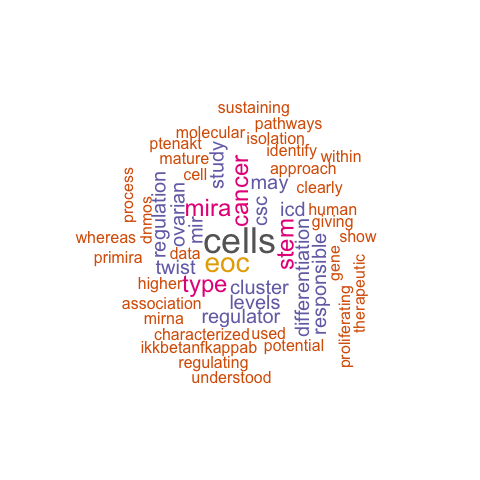 sustaining
pathways
molecular
isolation
ptenakt
study
identify
within
mature
cancer
approach
cell
may
clearly
process
dnmos
regulation
ovarian
mir
mira
csc
icd
human
giving
stem
whereas
cells
differentiation
responsible
show
primira
data
eoc
gene
twist
higher
type
cluster
therapeutic
association
levels
proliferating
mirna
regulator
characterized
used
ikkbetanfkappab
potential
regulating
understood